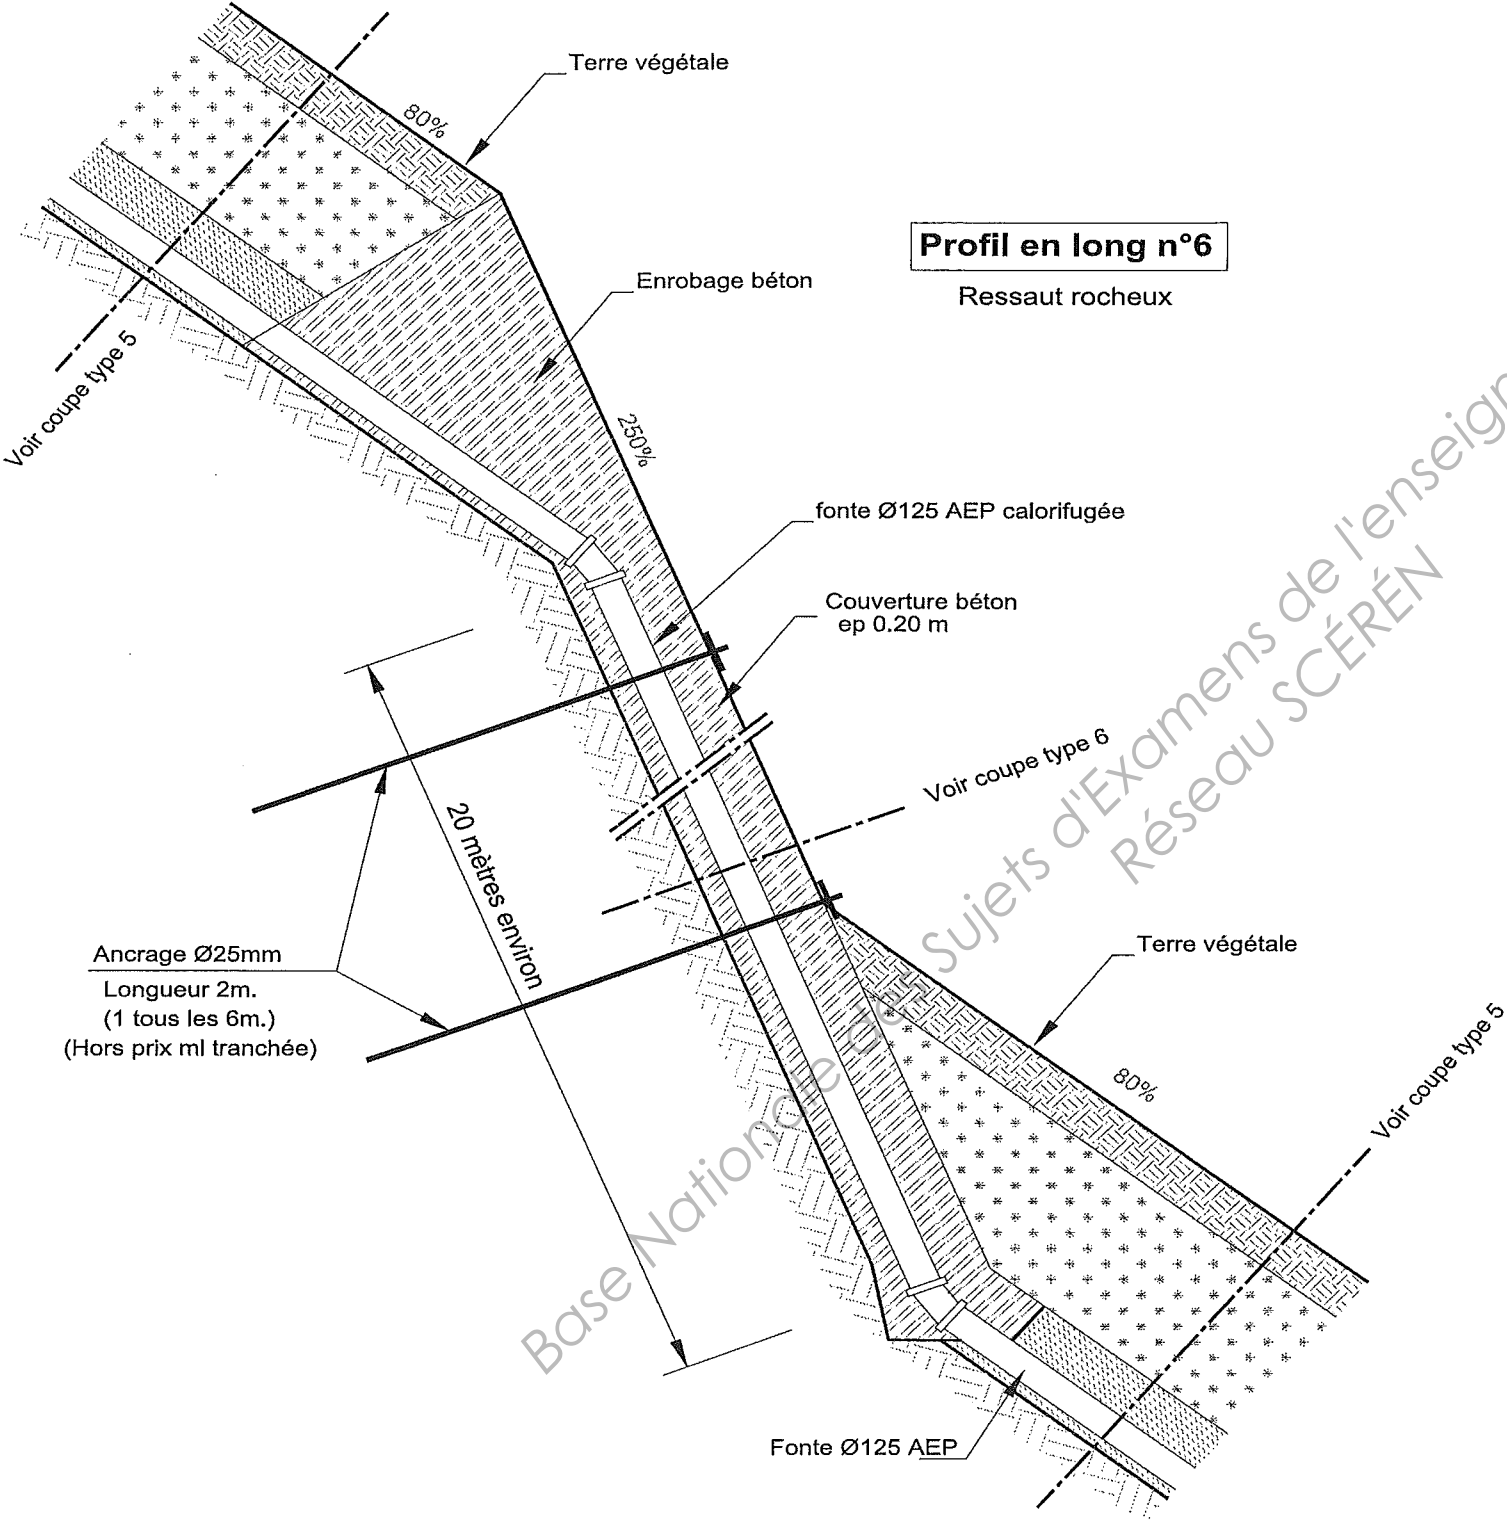 Terre végétale
80%
Profil en long n°6
Ressaut rocheux
Enrobage béton
Voir coupe type 5
250%
fonte Ø125 AEP calorifugée
Couverture béton
ep 0.20 m
Voir coupe type 6
20 mètres environ
Ancrage Ø25mm
Longueur 2m.
(1 tous les 6m.)
(Hors prix ml tranchée)
Terre végétale
80%
Voir coupe type 5
Fonte Ø125 AEP
Base Nationale des Sujets d'Examens de l'enseign
Réseau SCÉRÉN